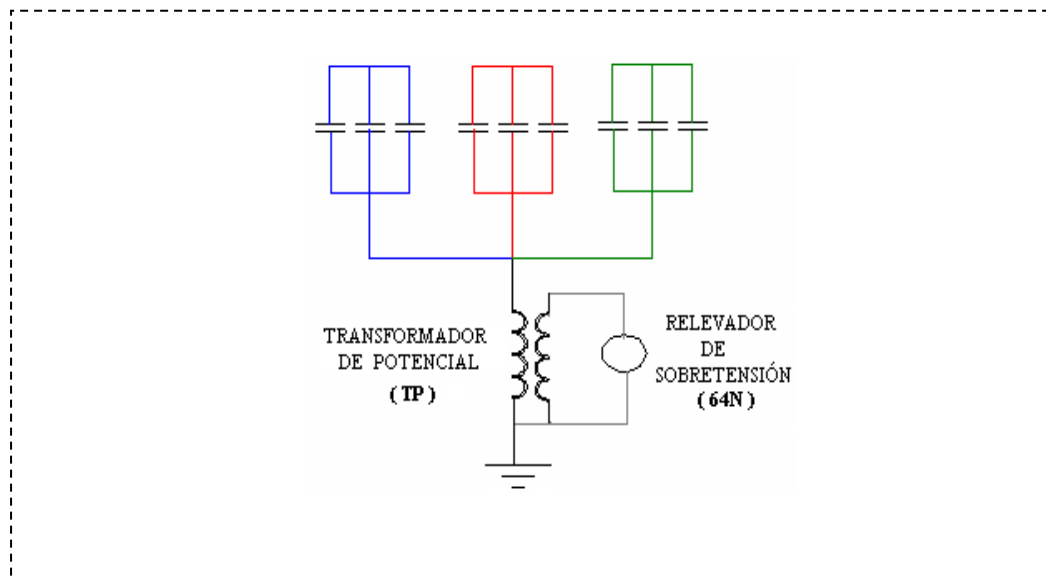 TRANSFORMADOR
DE POTENCIAL
( TP )
RELEVADOR
DE
SOBRETENSIÓN
( 64N )